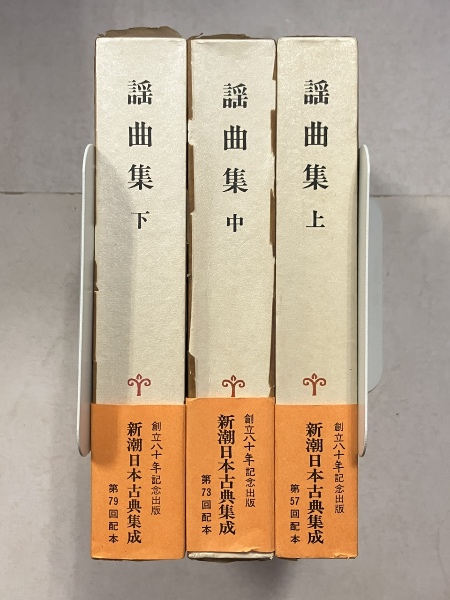 謡曲集 上
創立八十年記念出版
新潮日本古典集成
第57回配本
謡曲集 中
創立八十年記念出版
新潮日本古典集成
第73回配本
謡曲集 下
創立八十年記念出版
新潮日本古典集成
第79回配本